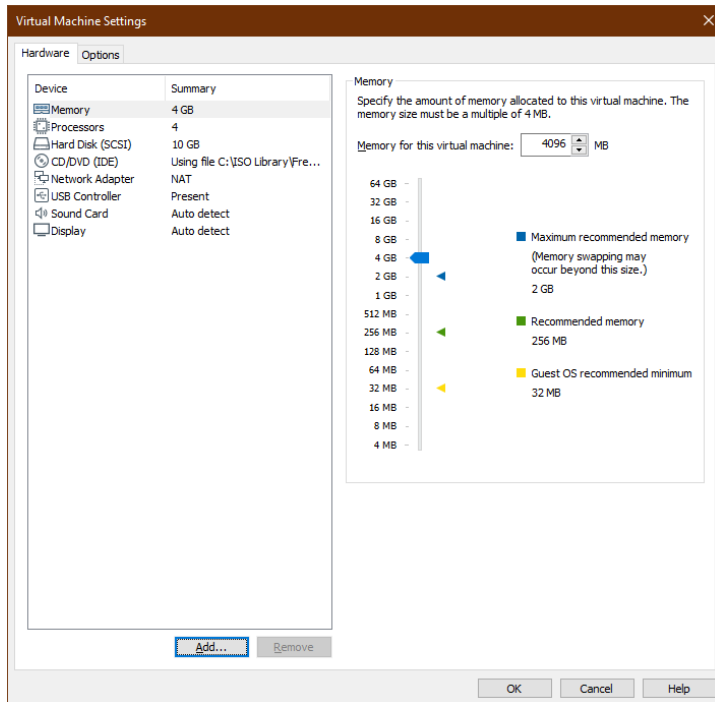 Virtual Machine Settings
Hardware Options
Device Summary
Memory 4 GB
Processors 4
Hard Disk (SCSI) 10 GB
CD/DVD (IDE) Using file C:\ISO Library\Fre...
Network Adapter NAT
USB Controller Present
Sound Card Auto detect
Display Auto detect
Add... Remove
Memory
Specify the amount of memory allocated to this virtual machine. The
memory size must be a multiple of 4 MB.
Memory for this virtual machine: 4096 MB
64 GB
32 GB
16 GB
8 GB
4 GB
2 GB
1 GB
512 MB
256 MB
128 MB
64 MB
32 MB
16 MB
8 MB
4 MB
Maximum recommended memory
(Memory swapping may
occur beyond this size.)
2 GB
Recommended memory
256 MB
Guest OS recommended minimum
32 MB
OK Cancel Help